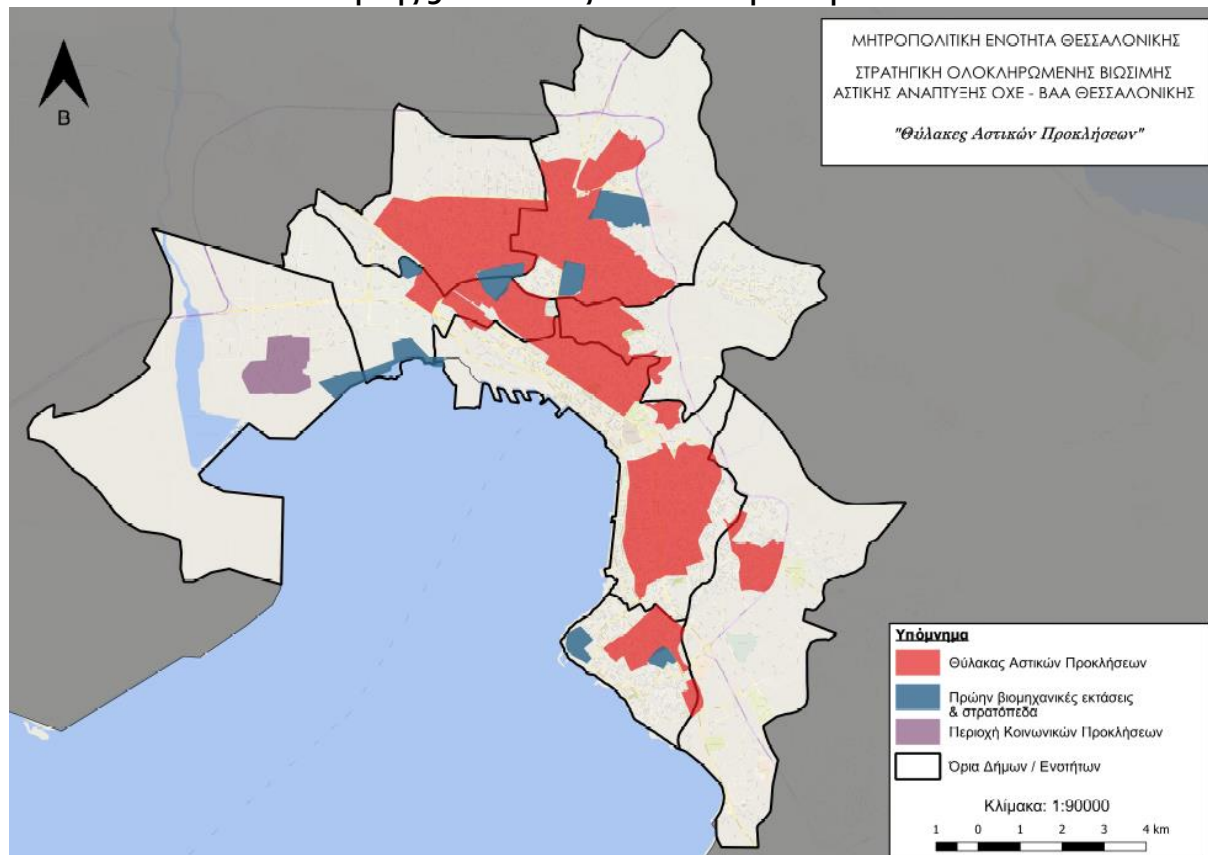 ΜΗΤΡΟΠΟΛΙΤΙΚΗ ΕΝΟΤΗΤΑ ΘΕΣΣΑΛΟΝΙΚΗΣ
ΣΤΡΑΤΗΓΙΚΗ ΟΛΟΚΛΗΡΩΜΕΝΗΣ ΒΙΩΣΙΜΗΣ
ΑΣΤΙΚΗΣ ΑΝΑΠΤΥΞΗΣ ΟΧΕ - ΒΑΑ ΘΕΣΣΑΛΟΝΙΚΗΣ
"Θύλακες Αστικών Προκλήσεων"
Β
Υπόμνημα
Θύλακας Αστικών Προκλήσεων
Πρώην βιομηχανικές εκτάσεις
& στρατόπεδα
Περιοχή Κοινωνικών Προκλήσεων
Όρια Δήμων / Ενοτήτων
Κλίμακα: 1:90000
1 0 1 2 3 4 km